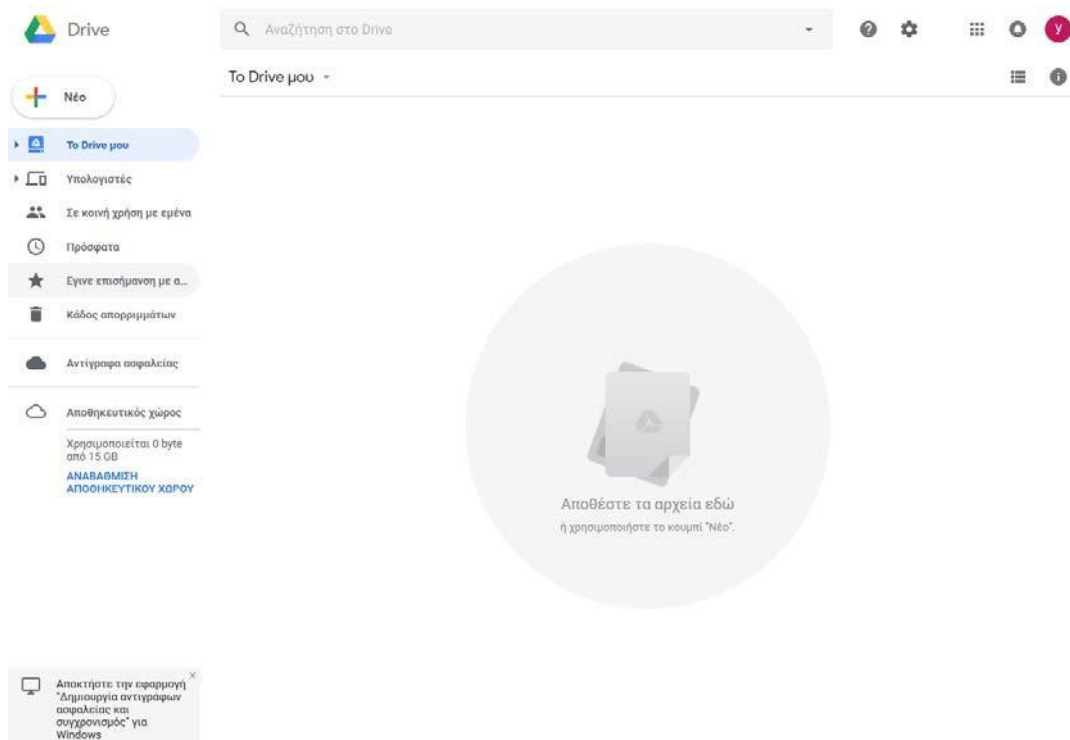 Drive
Αναζήτηση στο Drive
y
Το Drive μου
Νέο
Το Drive μου
Υπολογιστές
Σε κοινή χρήση με εμένα
Πρόσφατα
Εγινε επισήμανση με α...
Κάδος απορριμμάτων
Αντίγραφα ασφαλείας
Αποθηκευτικός χώρος
Χρησιμοποιείται 0 byte
από 15 GB
ΑΝΑΒΑΘΜΙΣΗ
ΑΠΟΘΗΚΕΥΤΙΚΟΥ ΧΩΡΟΥ
Αποθέστε τα αρχεία εδώ
ή χρησιμοποιήστε το κουμπί "Νέο".
Αποκτήστε την εφαρμογή
"Δημιουργία αντιγράφων
ασφαλείας και
συγχρονισμός" για
Windows